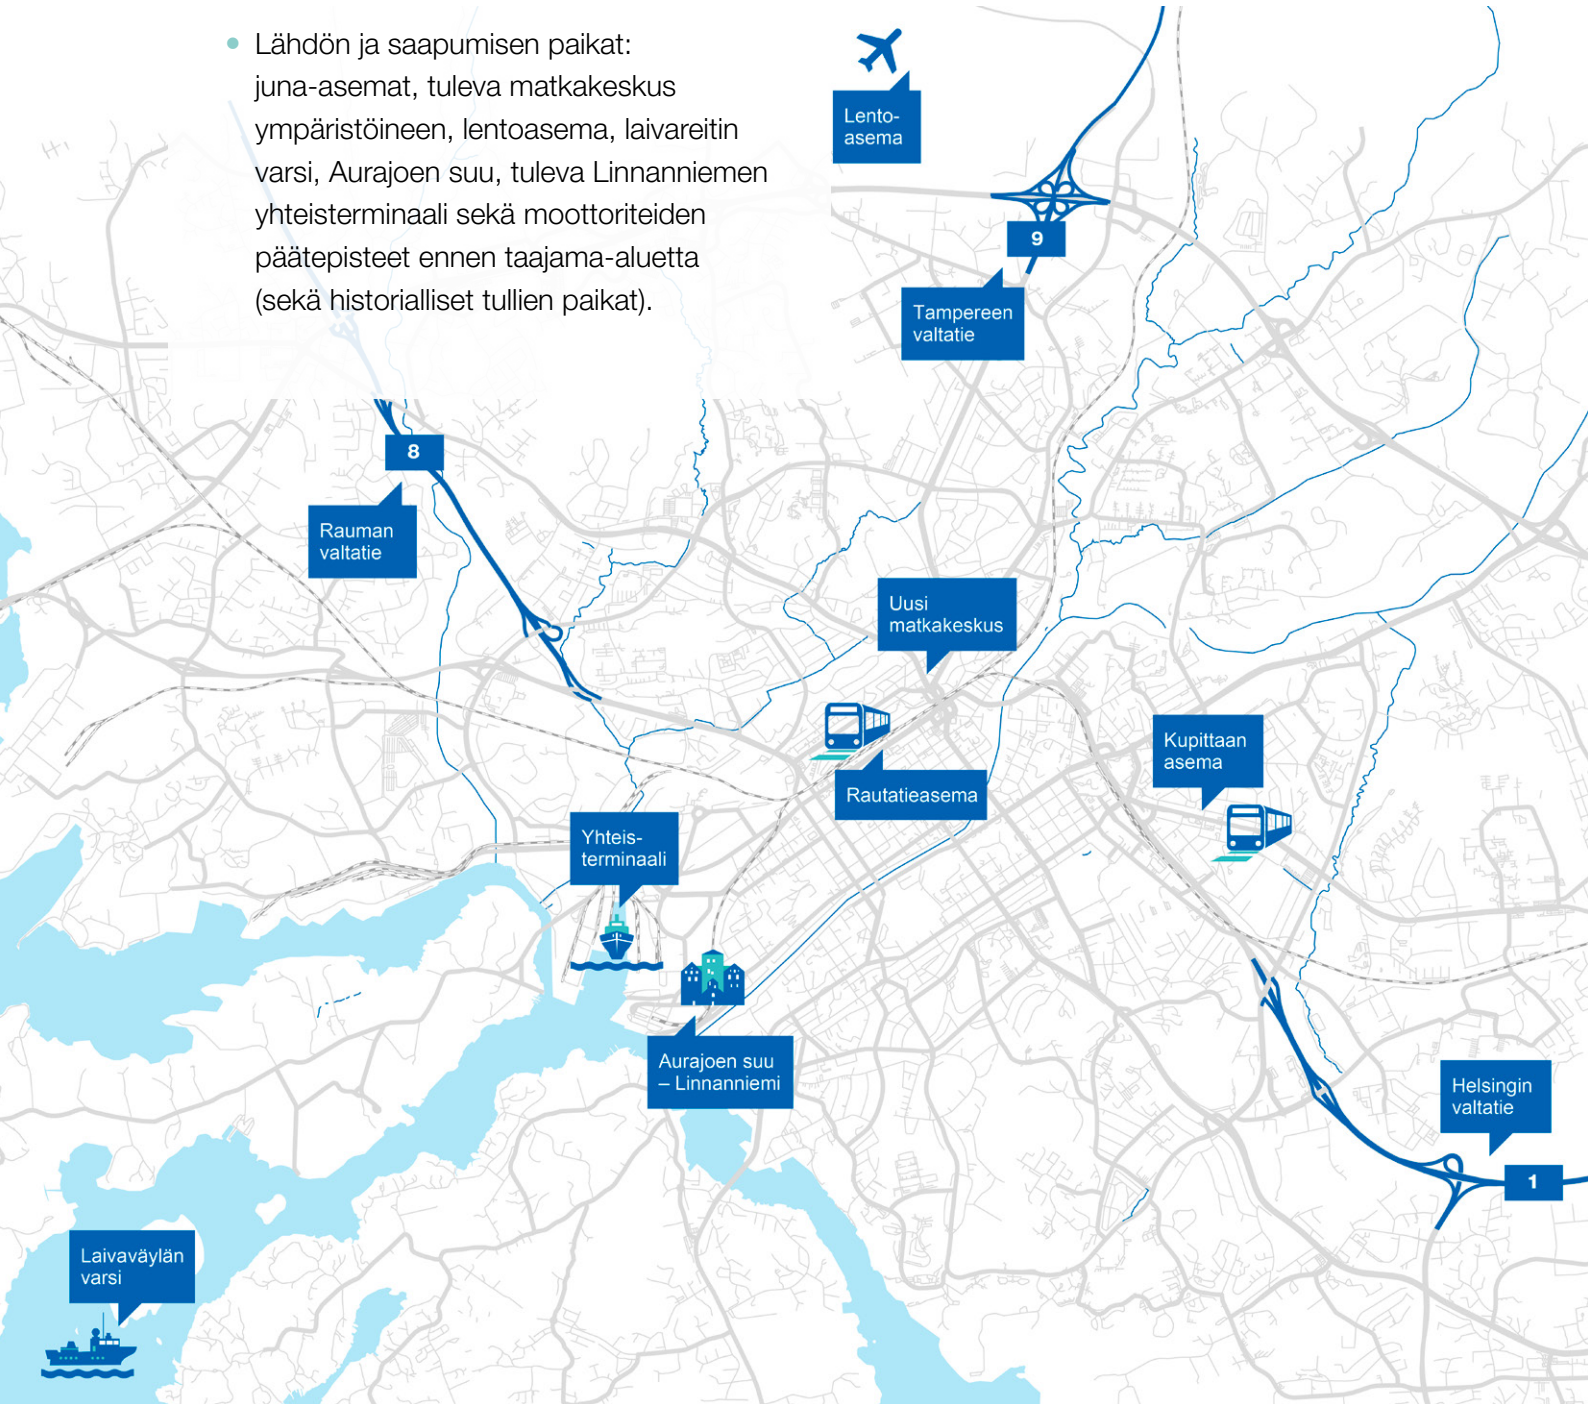 • Lähdön ja saapumisen paikat:
juna-asemat, tuleva matkakeskus
ympäristöineen, lentoasema, laivareitin
varsi, Aurajoen suu, tuleva Linnanniemen
yhteisterminaali sekä moottoriteiden
päätepisteet ennen taajama-aluetta
(sekä historialliset tullien paikat).
Lento-
asema
9
Tampereen
valtatie
8
Rauman
valtatie
Uusi
matkakeskus
Kupittaan
asema
Rautatieasema
Yhteis-
terminaali
Aurajoen suu
– Linnanniemi
Helsingin
valtatie
1
Laivaväylän
varsi